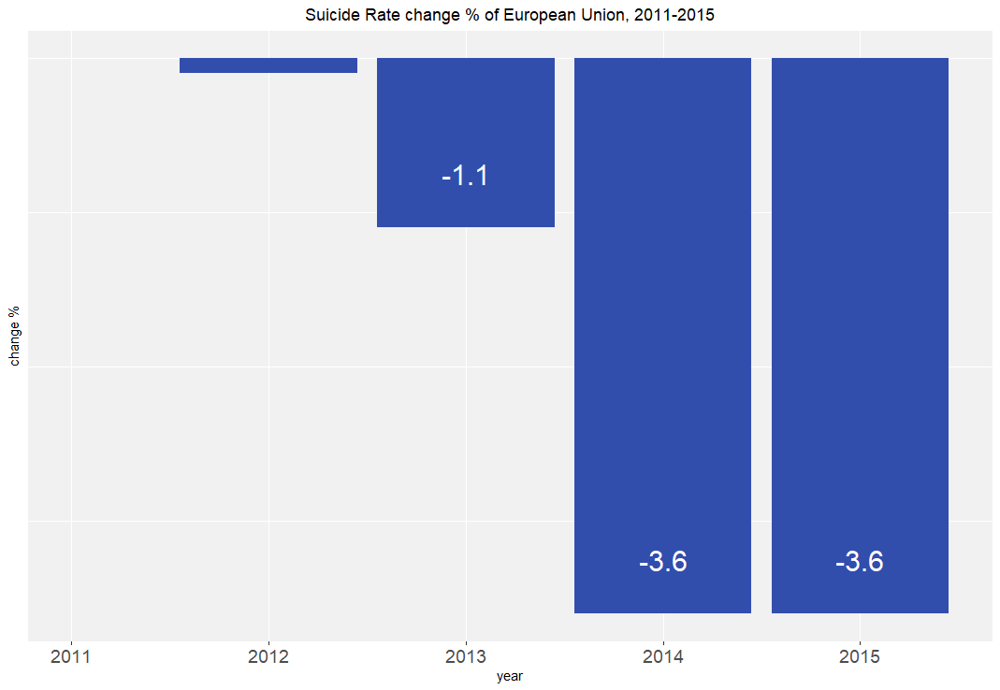 Suicide Rate change % of European Union, 2011-2015
change %
-1.1
-3.6
-3.6
2011
2012
2013
2014
2015
year